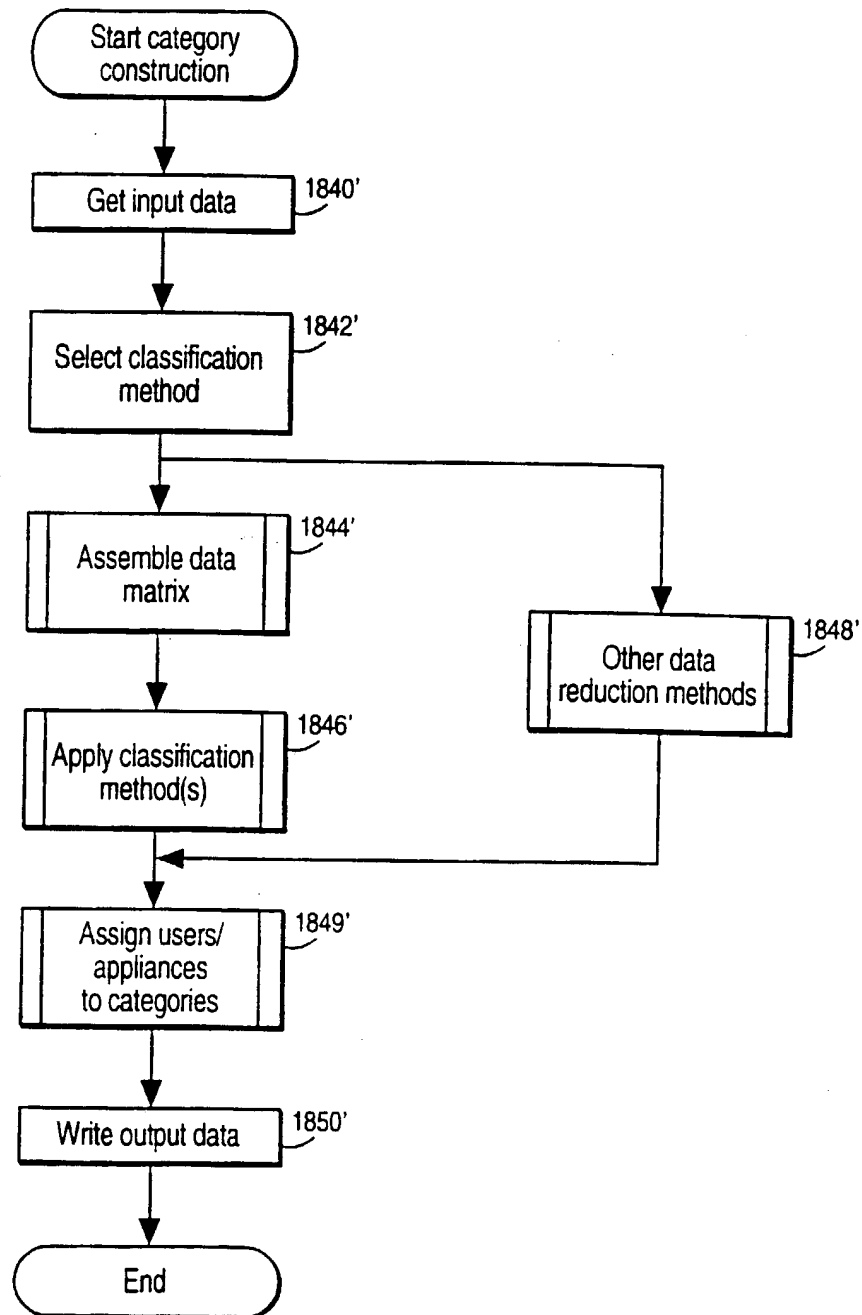 Start category
construction
Get input data
1840'
Select classification
method
1842'
Assemble data
matrix
1844'
Other data
reduction methods
1848'
Apply classification
method(s)
1846'
Assign users/
appliances
to categories
1849'
Write output data
1850'
End